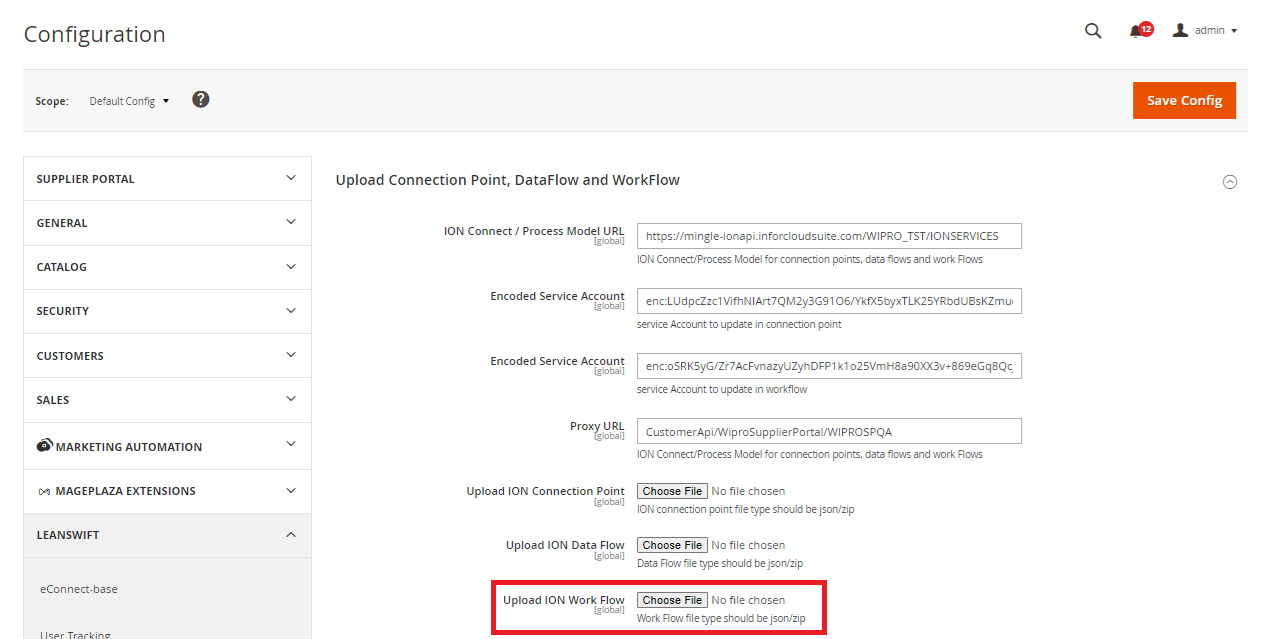 Configuration
12
admin
Scope: Default Config ?
Save Config
SUPPLIER PORTAL
GENERAL
CATALOG
SECURITY
CUSTOMERS
SALES
MARKETING AUTOMATION
MAGEPLAZA EXTENSIONS
LEANSWIFT
eConnect-base
User Tracking
Upload Connection Point, DataFlow and WorkFlow
ION Connect / Process Model URL
[global]
https://mingle-ionapi.inforcloudsuite.com/WIPRO_TST/IONSERVICES
ION Connect/Process Model for connection points, data flows and work Flows
Encoded Service Account
[global]
service Account to update in connection point
Encoded Service Account
[global]
service Account to update in workflow
Proxy URL
[global]
CustomerApi/WiproSupplierPortal/WIPROSPQA
ION Connect/Process Model for connection points, data flows and work Flows
Upload ION Connection Point
[global]
Choose File No file chosen
ION connection point file type should be json/zip
Upload ION Data Flow
[global]
Choose File No file chosen
Data Flow file type should be json/zip
Upload ION Work Flow
[global]
Choose File No file chosen
Work Flow file type should be json/zip